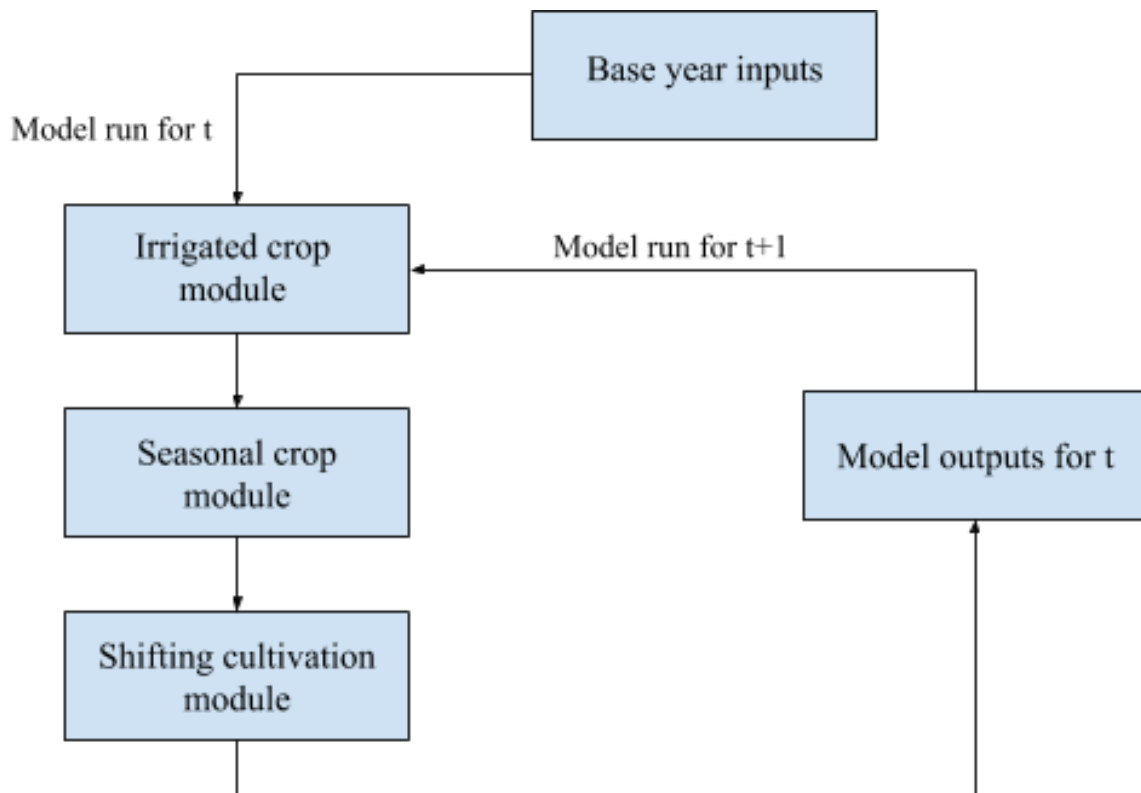 Base year inputs
Model run for t
Irrigated crop
module
Model run for t+1
Seasonal crop
module
Model outputs for t
Shifting cultivation
module